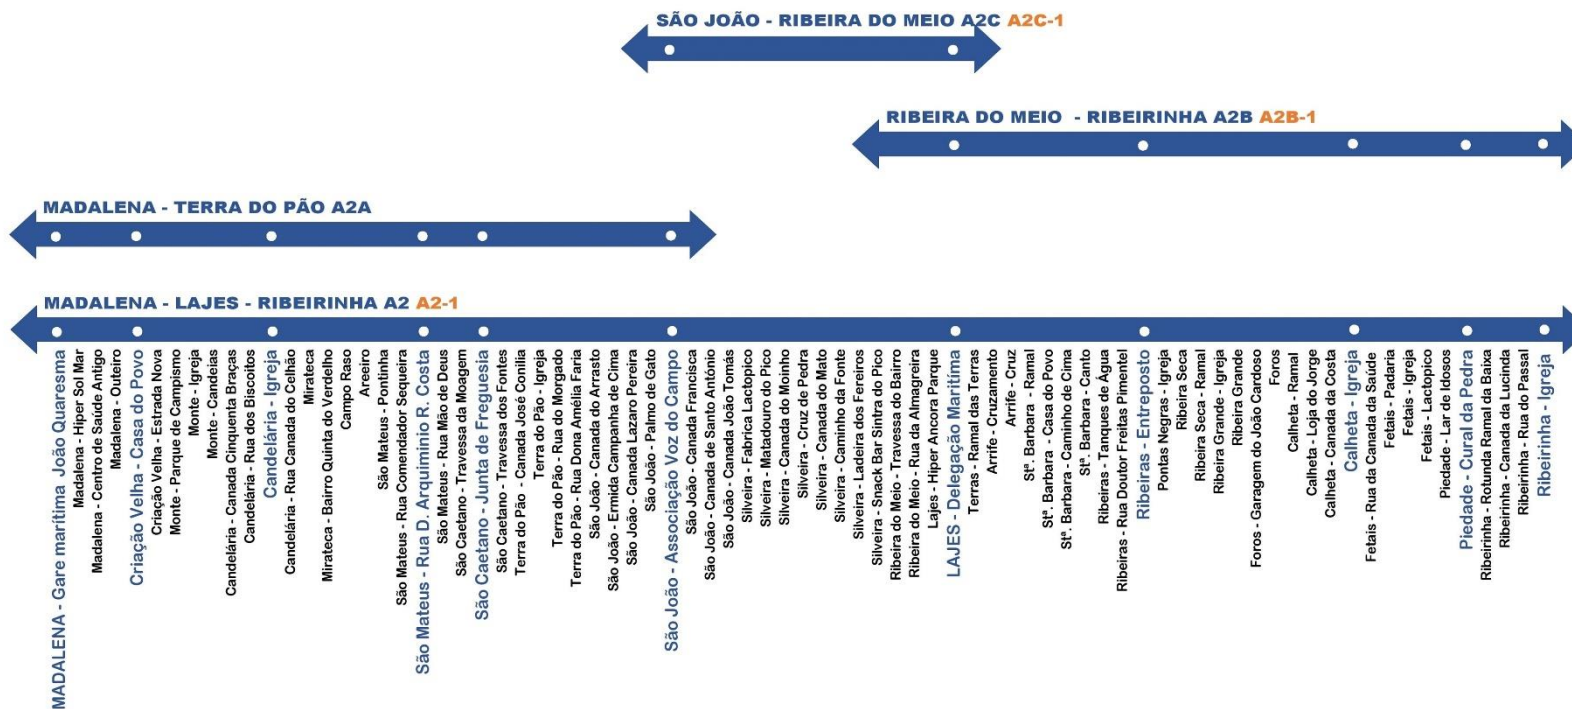 SÃO JOÃO - RIBEIRA DO MEIO A2C A2C-1
RIBEIRA DO MEIO - RIBEIRINHA A2B A2B-1
MADALENA - TERRA DO PÃO A2A
MADALENA - LAJES - RIBEIRINHA A2 A2-1
MADALENA - Gare marítima João Quaresma
Madalena - Hiper Sol Mar
Madalena - Centro de Saúde Antigo
Madalena - Outeiro
Criação Velha - Casa do Povo
Criação Velha - Estrada Nova
Monte - Parque de Campismo
Monte - Igreja
Monte - Candeias
Candelária - Canada Cinquenta Braças
Candelária - Rua dos Biscoitos
Candelária - Igreja
Candelária - Rua Canada do Celhão
Mirateca
Mirateca - Bairro Quinta do Verdelho
Campo Raso
Areeiro
São Mateus - Pontinha
São Mateus - Rua Comendador Sequeira
São Mateus - Rua D. Arquiminio R. Costa
São Mateus - Rua Mão de Deus
São Caetano - Travessa da Moagem
São Caetano - Junta de Freguesia
São Caetano - Travessa dos Fontes
Terra do Pão - Canada José Conilia
Terra do Pão - Igreja
Terra do Pão - Rua do Morgado
Terra do Pão - Rua Dona Amélia Faria
São João - Canada do Arrasto
São João - Ermida Campanha de Cima
São João - Canada Lazaro Perreira
São João - Palmo de Gato
São João - Associação Voz do Campo
São João - Canada Francisca
São João - Canada de Santo António
São João - Canada João Tomás
Silveira - Fabrica Lactopico
Silveira - Matadouro do Pico
Silveira - Canada do Moinho
Silveira - Cruz de Pedra
Silveira - Canada do Mato
Silveira - Caminho da Fonte
Silveira - Ladeira dos Fereiros
Silveira - Snack Bar Sintra do Pico
Ribeira do Meio - Travessa do Bairro
Ribeira do Meio - Rua da Almagreira
Lajes - Hiper Ancora Parque
LAJES - Delegação Marítima
Terras - Ramal das Terras
Arrife - Cruzamento
Arrife - Cruz
Stª. Barbara - Ramal
Stª. Barbara - Casa do Povo
Stª. Barbara - Caminho de Cima
Stª. Barbara - Canto
Ribeiras - Tanques de Água
Ribeiras - Rua Doutor Freitas Pimentel
Ribeiras - Entreposto
Pontas Negras - Igreja
Ribeira Seca
Ribeira Seca - Ramal
Ribeira Grande - Igreja
Ribeira Grande
Foros - Garagem do João Cardoso
Foros
Calheta - Ramal
Calheta - Loja do Jorge
Calheta - Canada da Costa
Calheta - Igreja
Fetais - Rua da Canada da Saúde
Fetais - Padaria
Fetais - Igreja
Fetais - Lactopico
Piedade - Lar de Idosos
Piedade - Cural da Pedra
Ribeirinha - Rotunda Ramal da Baixa
Ribeirinha - Canada da Lucinda
Ribeirinha - Rua do Passal
Ribeirinha - Igreja